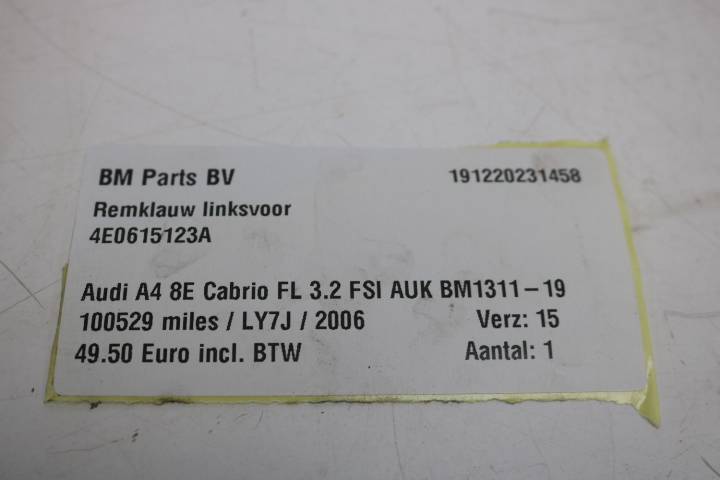 BM Parts BV 191220231458
Remklauw linksvoor
4E0615123A
Audi A4 8E Cabrio FL 3.2 FSI AUK BM1311-19
100529 miles / LY7J / 2006 Verz: 15
49.50 Euro incl. BTW Aantal: 1